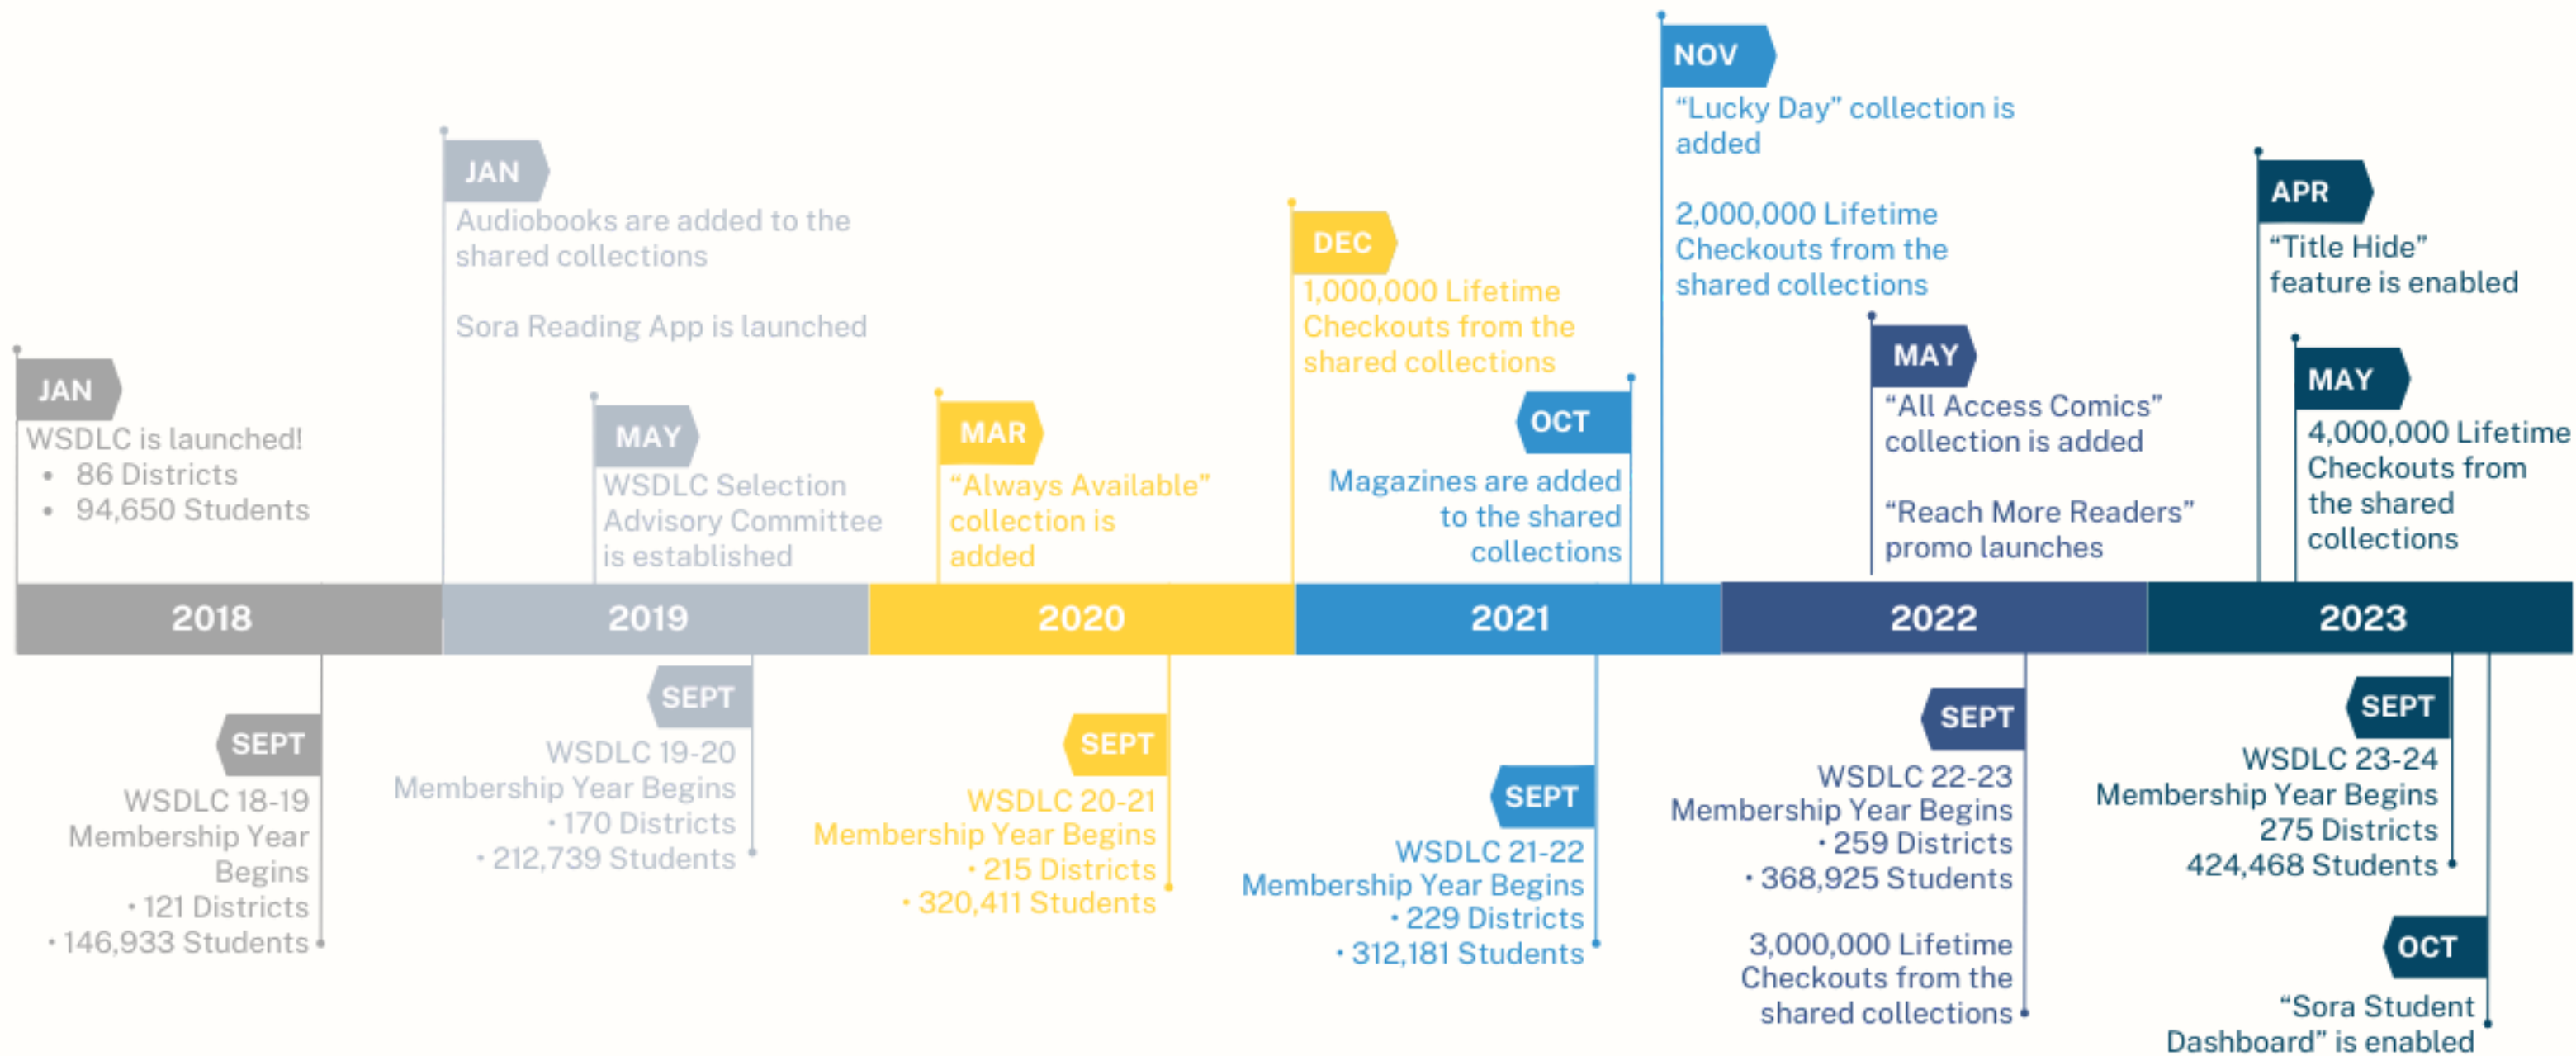 JAN
WSDLC is launched!
• 86 Districts
• 94,650 Students
JAN
Audiobooks are added to the
shared collections
Sora Reading App is launched
MAY
WSDLC Selection
Advisory Committee
is established
MAR
“Always Available”
collection is
added
DEC
1,000,000 Lifetime
Checkouts from the
shared collections
OCT
Magazines are added
to the shared
collections
NOV
“Lucky Day” collection is
added
2,000,000 Lifetime
Checkouts from the
shared collections
MAY
“All Access Comics”
collection is added
“Reach More Readers”
promo launches
APR
“Title Hide”
feature is enabled
MAY
4,000,000 Lifetime
Checkouts from
the shared
collections
2018
2019
2020
2021
2022
2023
SEPT
WSDLC 18-19
Membership Year
Begins
• 121 Districts
• 146,933 Students
SEPT
WSDLC 19-20
Membership Year Begins
• 170 Districts
• 212,739 Students
SEPT
WSDLC 20-21
Membership Year Begins
• 215 Districts
• 320,411 Students
SEPT
WSDLC 21-22
Membership Year Begins
• 229 Districts
• 312,181 Students
SEPT
WSDLC 22-23
Membership Year Begins
• 259 Districts
• 368,925 Students
3,000,000 Lifetime
Checkouts from the
shared collections
SEPT
WSDLC 23-24
Membership Year Begins
275 Districts
424,468 Students
OCT
“Sora Student
Dashboard” is enabled